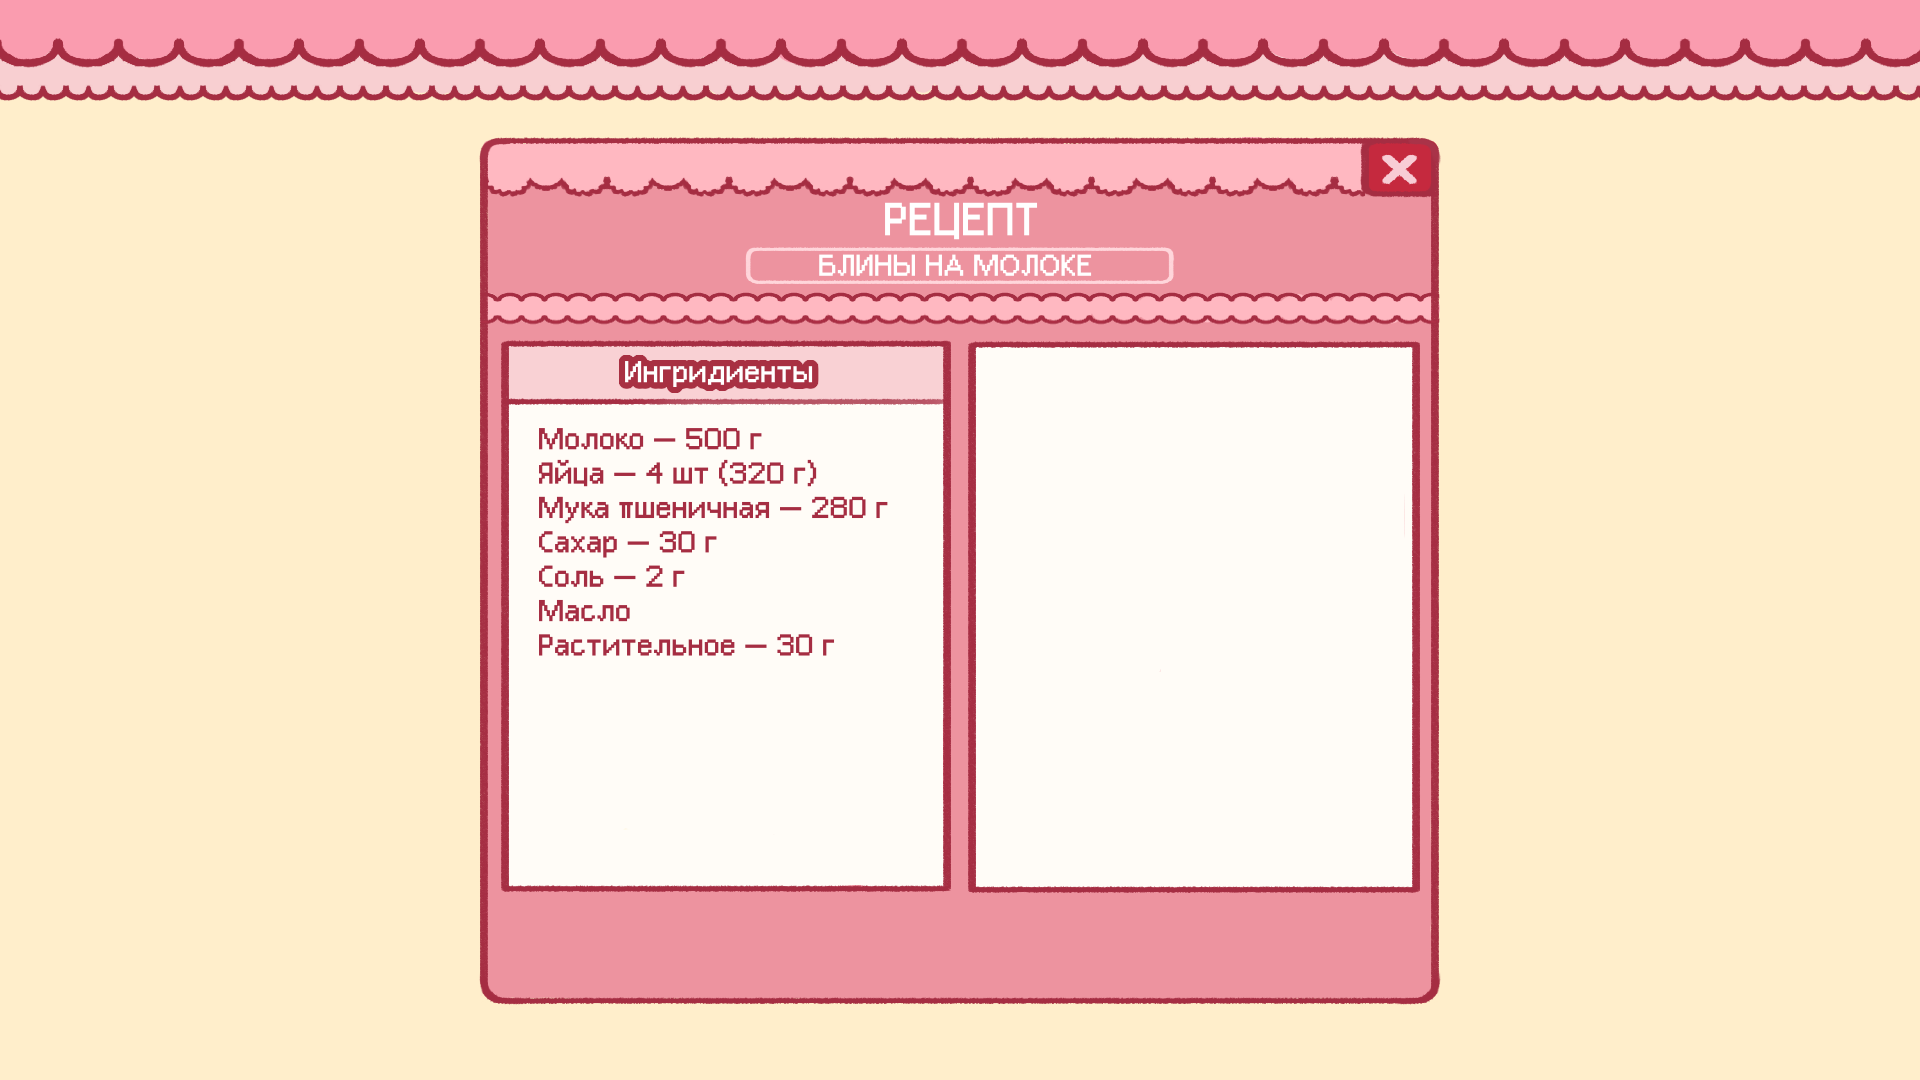 РЕЦЕПТ
БЛИНЫ НА МОЛОКЕ
Ингридиенты
Молоко — 500 г
Яйца — 4 шт (320 г)
Мука пшеничная — 280 г
Сахар — 30 г
Соль — 2 г
Масло
Растительное — 30 г